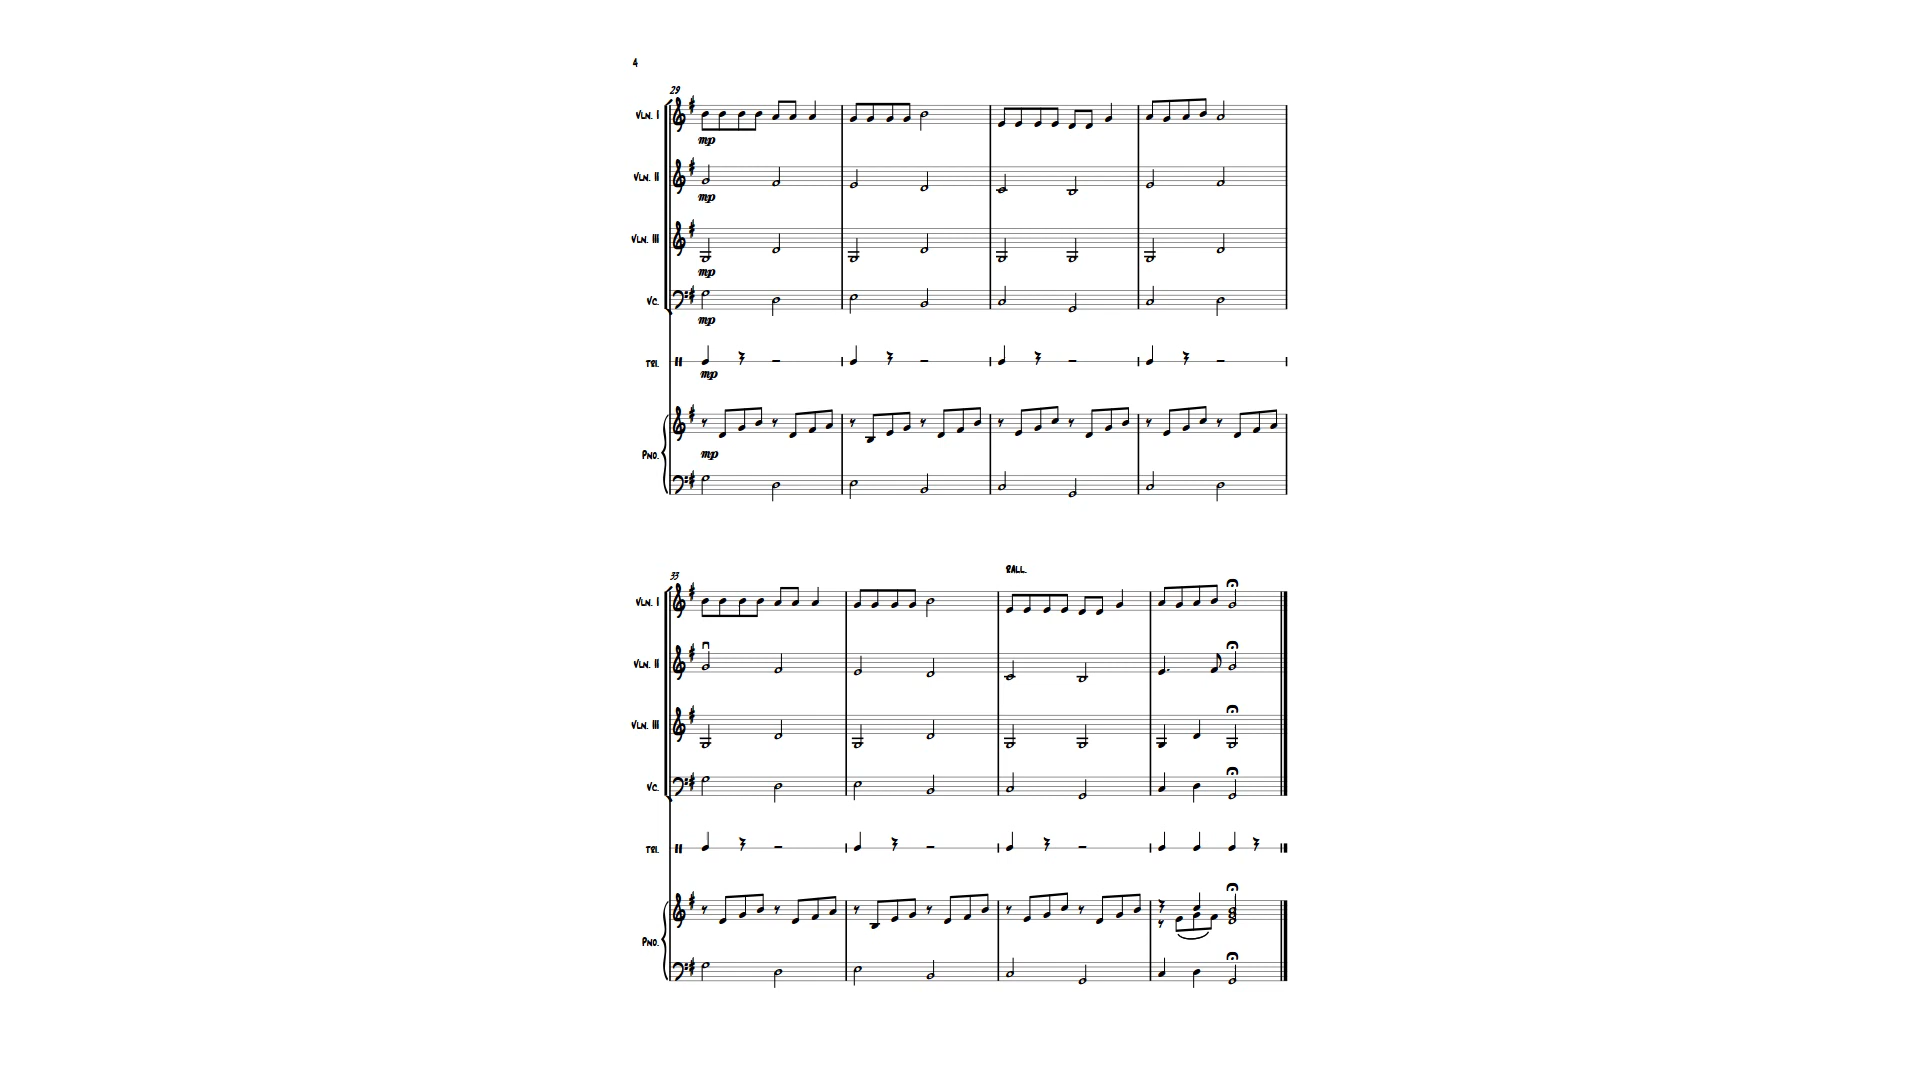 4
29
Vln. I
mp
Vln. II
mp
Vln. III
mp
Vc.
mp
Tri.
mp
Pno.
mp
Rall.
33
Vln. I
Vln. II
Vln. III
Vc.
Tri.
Pno.